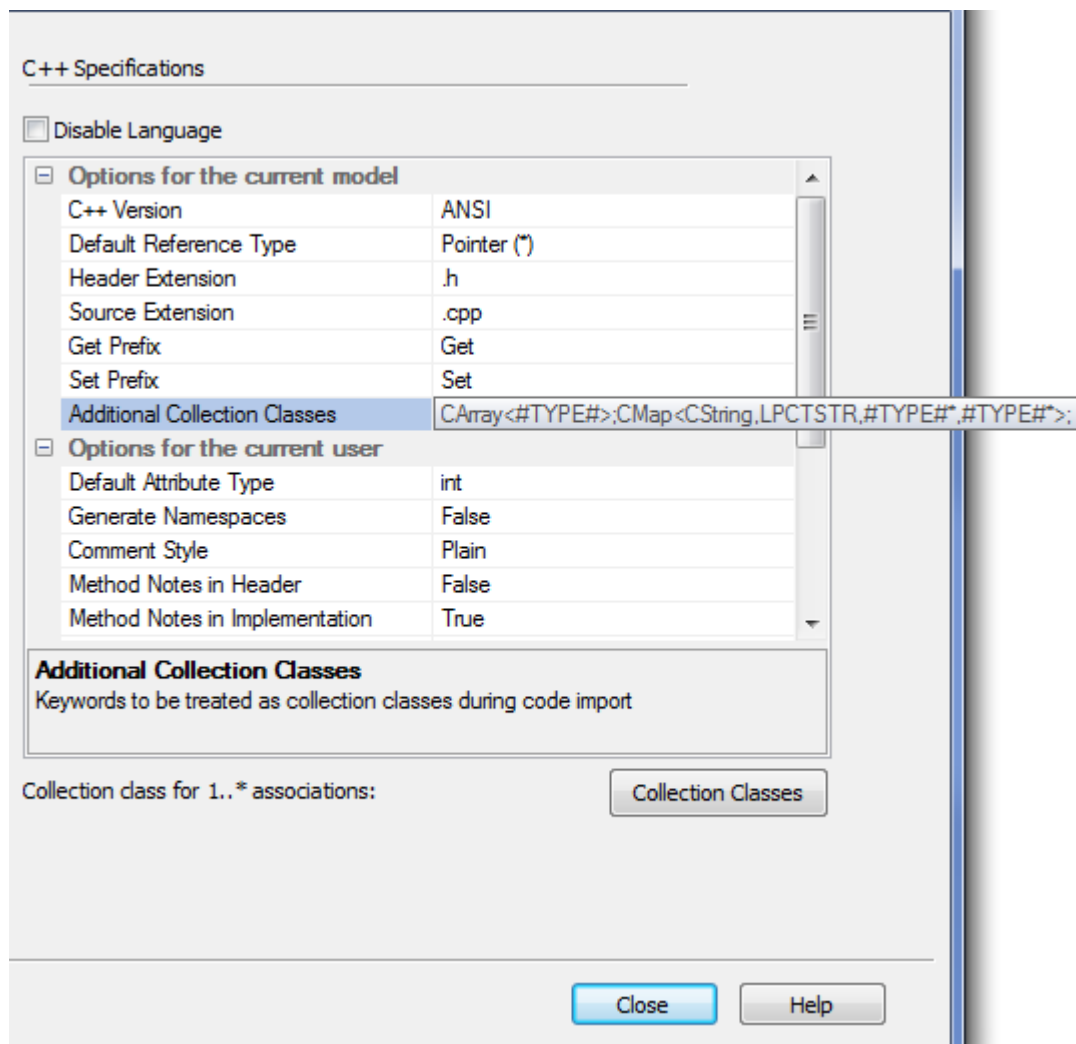 C++ Specifications
Disable Language
Options for the current model
C++ Version ANSI
Default Reference Type Pointer (*)
Header Extension .h
Source Extension .cpp
Get Prefix Get
Set Prefix Set
Additional Collection Classes CArray<#TYPE#>;CMap<CString,LPCTSTR,#TYPE#*,#TYPE#*>;
Options for the current user
Default Attribute Type int
Generate Namespaces False
Comment Style Plain
Method Notes in Header False
Method Notes in Implementation True
Additional Collection Classes
Keywords to be treated as collection classes during code import
Collection class for 1..* associations: Collection Classes
Close Help